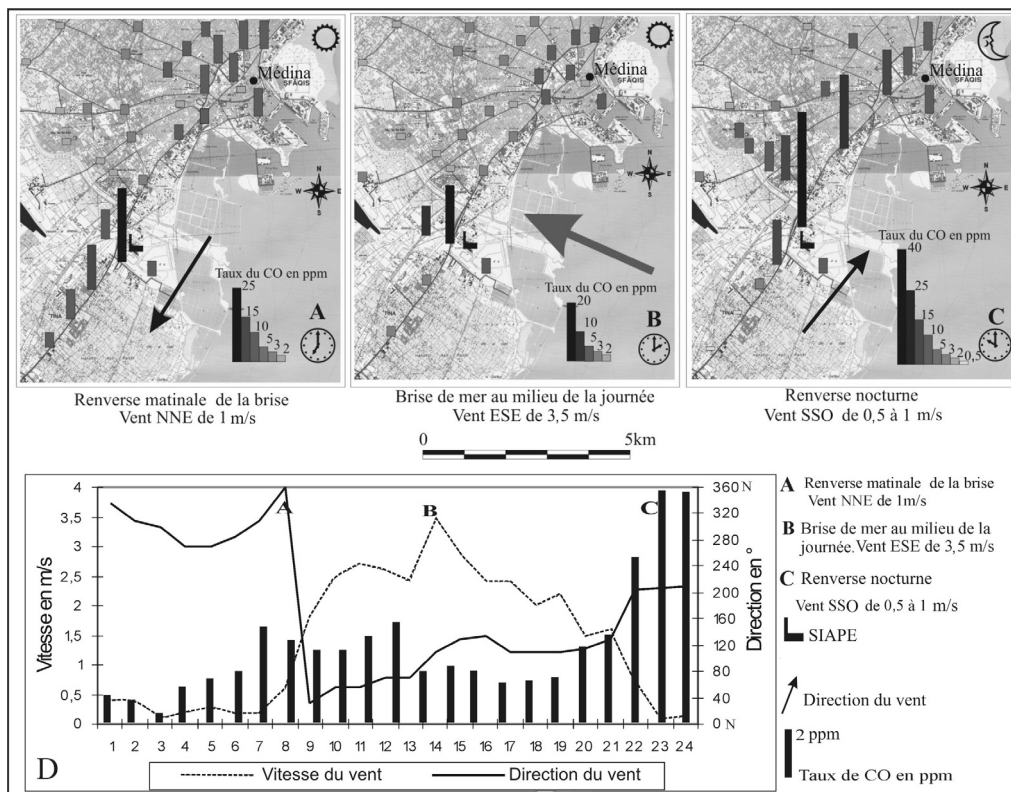 Médina
SFĀQIS
N
W E
S
TINA
Taux du CO en ppm
25
15
10
5
3
2
A
Médina
SFĀQIS
N
W E
S
TINA
Taux du CO en ppm
20
10
5
3
2
B
Médina
SFĀQIS
N
W E
S
TINA
Taux du CO en ppm
40
25
15
10
5
3
2
0,5
C
Renverse matinale de la brise
Vent NNE de 1 m/s
Brise de mer au milieu de la journée
Vent ESE de 3,5 m/s
Renverse nocturne
Vent SSO de 0,5 à 1 m/s
0 5km
Vitesse en m/s
4
3,5
3
2,5
2
1,5
1
0,5
0
A
B
C
360 N
320
280
240
200
160
120
80
40
0 N
Direction en °
1 2 3 4 5 6 7 8 9 10 11 12 13 14 15 16 17 18 19 20 21 22 23 24
D
Vitesse du vent Direction du vent
A Renverse matinale de la brise
Vent NNE de 1m/s
B Brise de mer au milieu de la
journée.Vent ESE de 3,5 m/s
C Renverse nocturne
Vent SSO de 0,5 à 1 m/s
SIAPE
Direction du vent
2 ppm
Taux de CO en ppm